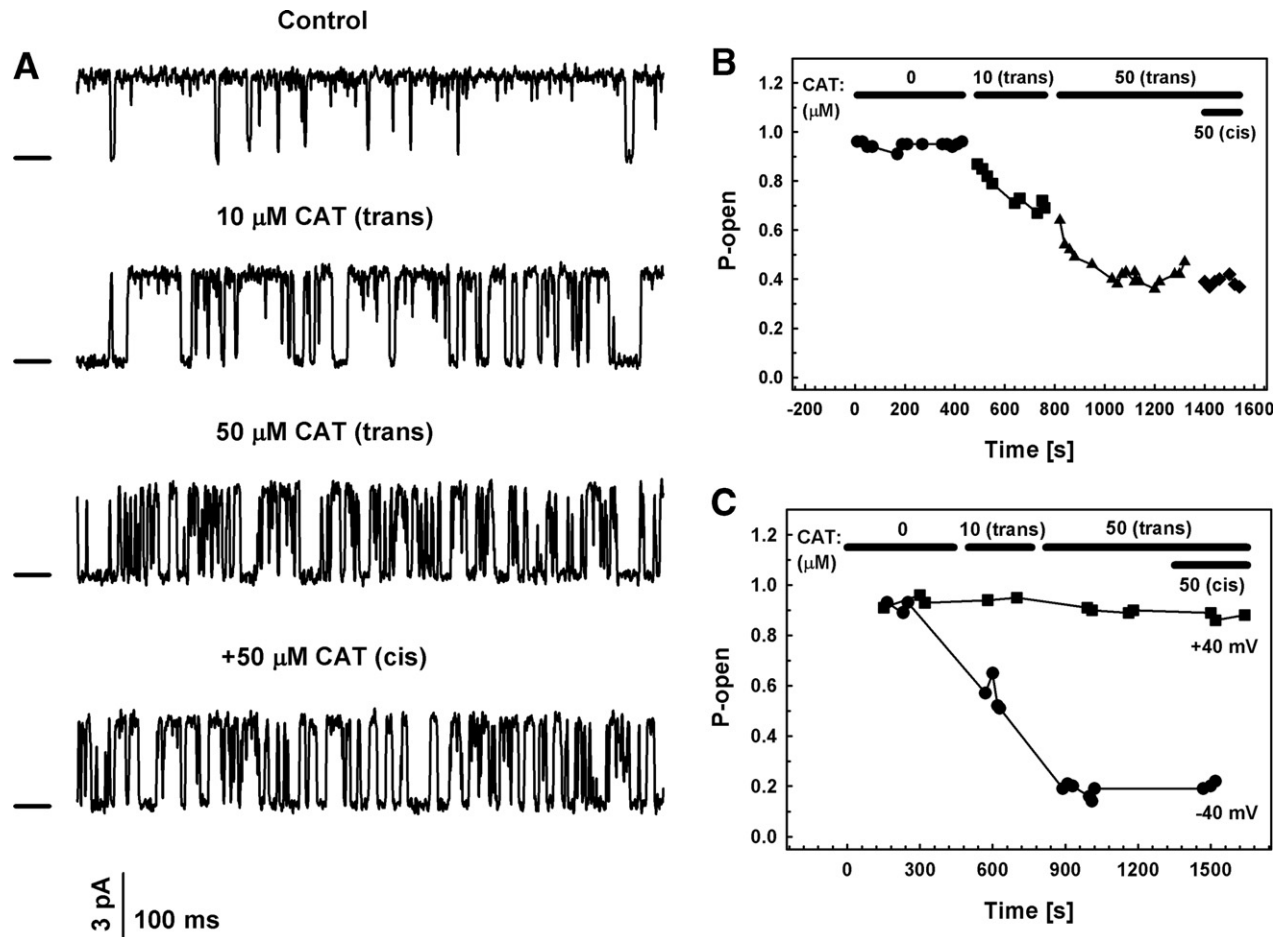 Control
A
10 μM CAT (trans)
50 μM CAT (trans)
+50 μM CAT (cis)
3 pA
100 ms
B
CAT:
(μM)
0
10 (trans)
50 (trans)
50 (cis)
P-open
1.2
1.0
0.8
0.6
0.4
0.2
0.0
-200 0 200 400 600 800 1000 1200 1400 1600
Time [s]
C
CAT:
(μM)
0
10 (trans)
50 (trans)
50 (cis)
+40 mV
-40 mV
P-open
1.2
1.0
0.8
0.6
0.4
0.2
0.0
0 300 600 900 1200 1500
Time [s]